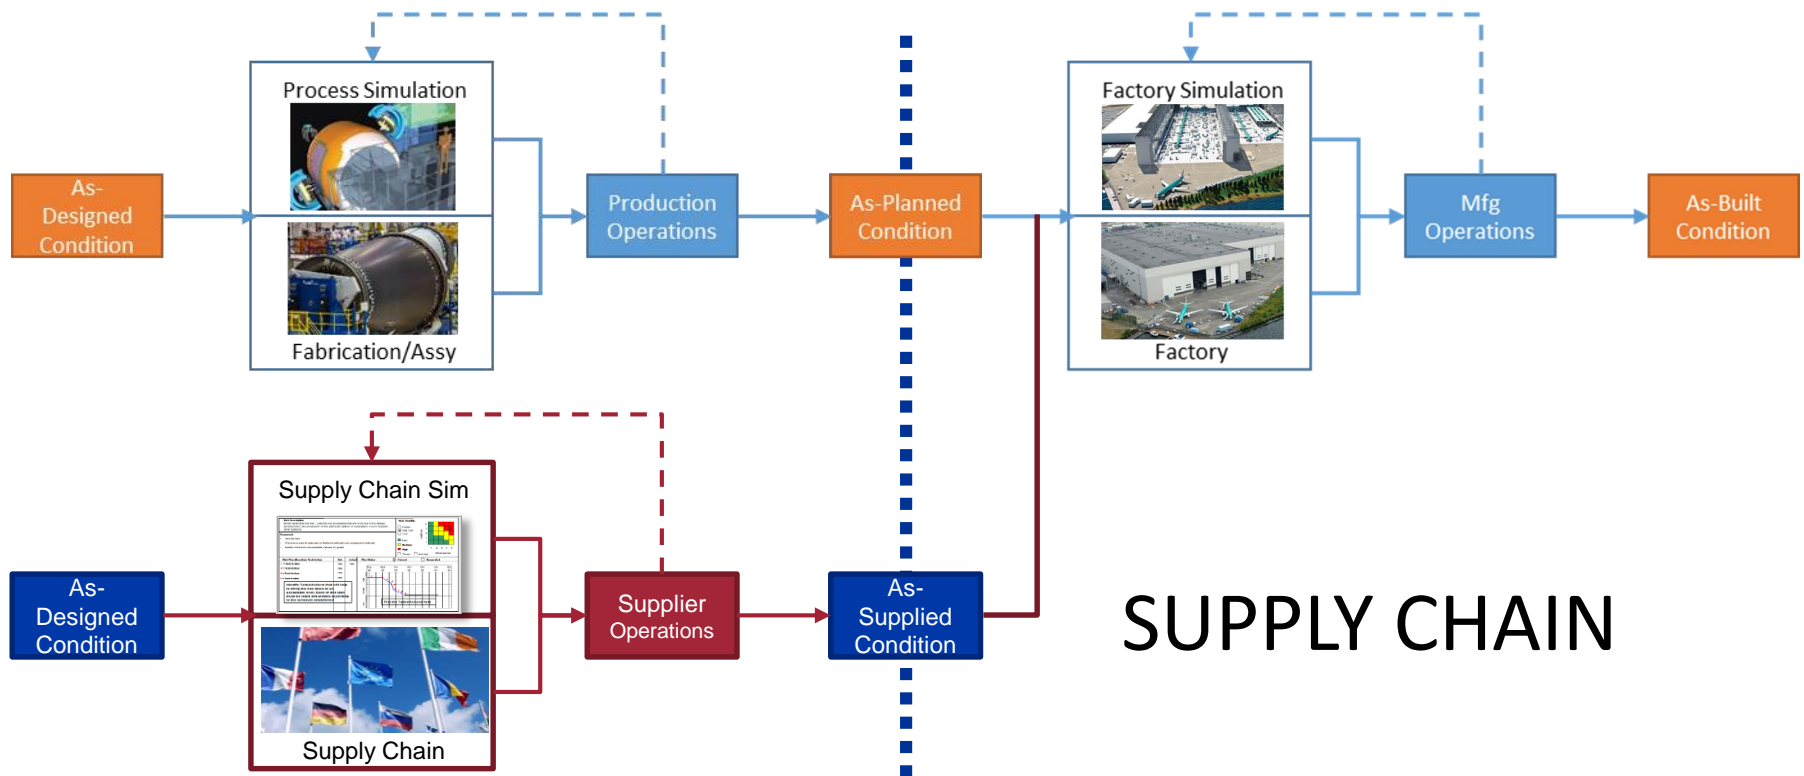 Process Simulation
Factory Simulation
As-
Designed
Condition
Production
Operations
As-Planned
Condition
Mfg
Operations
As-Built
Condition
Fabrication/Assy
Factory
Supply Chain Sim
As-
Designed
Condition
Supplier
Operations
As-
Supplied
Condition
SUPPLY CHAIN
Supply Chain